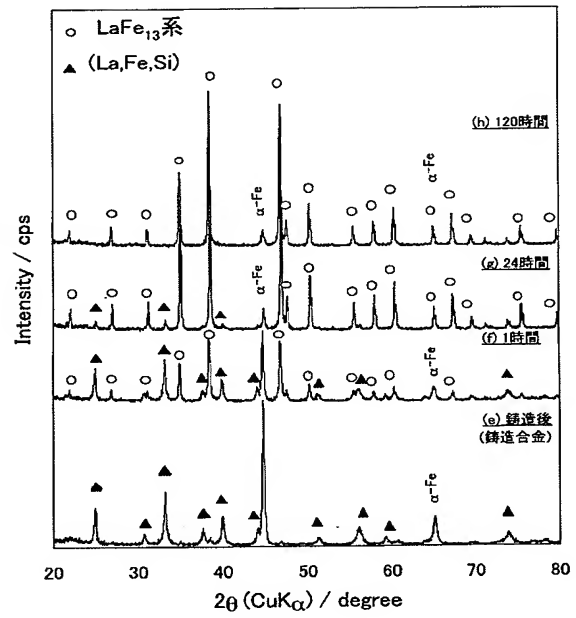 ○ LaFe₁₃系
▲ (La,Fe,Si)
(h) 120時間
α-Fe
α-Fe
(g) 24時間
α-Fe
(f) 1時間
α-Fe
(e) 鋳造後
(鋳造合金)
α-Fe
Intensity / cps
20 30 40 50 60 70 80
2θ (CuKα) / degree